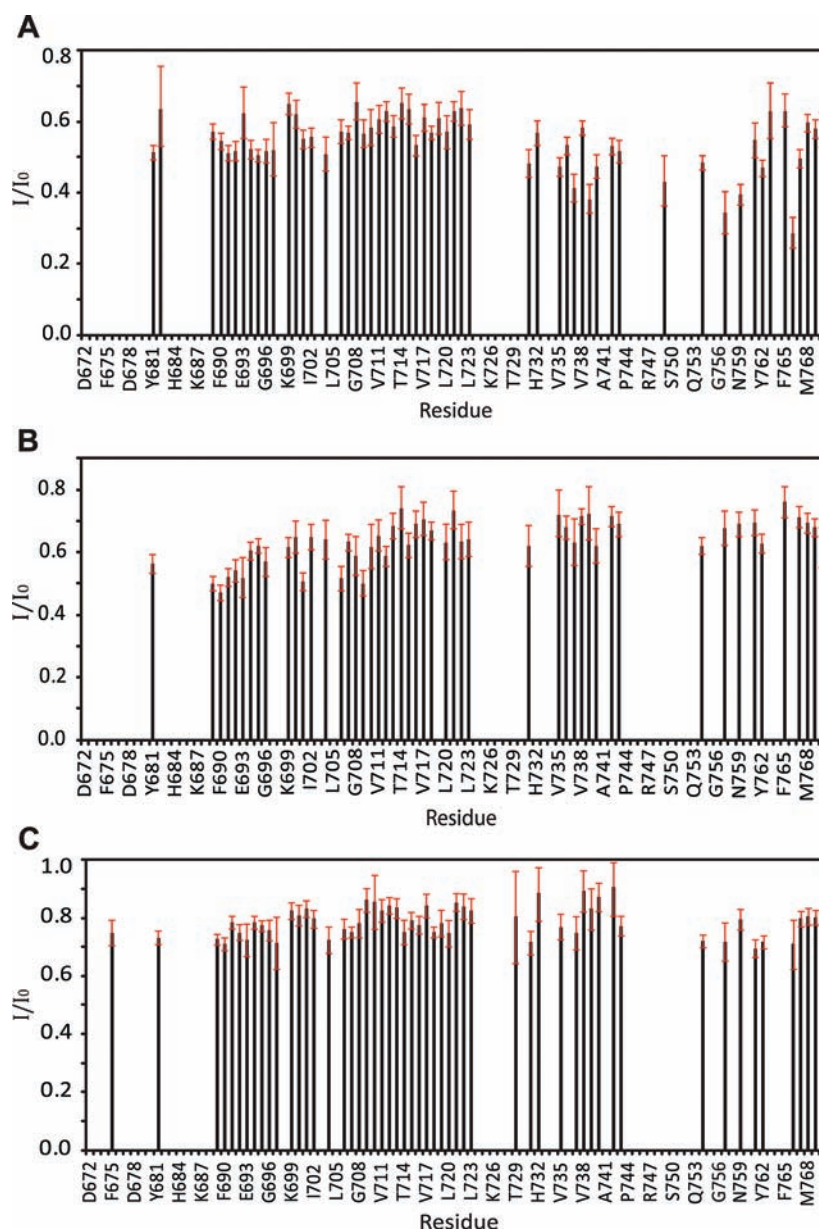 A
0.8
0.6
0.4
0.2
0.0
I/I0
D672 F675 D678 Y681 H684 K687 F690 E693 G696 K699 I702 L705 G708 V711 T714 V717 L720 L723 K726 T729 H732 V735 V738 A741 P744 R747 S750 Q753 G756 N759 Y762 F765 M768
Residue
B
0.8
0.6
0.4
0.2
0.0
I/I0
D672 F675 D678 Y681 H684 K687 F690 E693 G696 K699 I702 L705 G708 V711 T714 V717 L720 L723 K726 T729 H732 V735 V738 A741 P744 R747 S750 Q753 G756 N759 Y762 F765 M768
Residue
C
1.0
0.8
0.6
0.4
0.2
0.0
I/I0
D672 F675 D678 Y681 H684 K687 F690 E693 G696 K699 I702 L705 G708 V711 T714 V717 L720 L723 K726 T729 H732 V735 V738 A741 P744 R747 S750 Q753 G756 N759 Y762 F765 M768
Residue